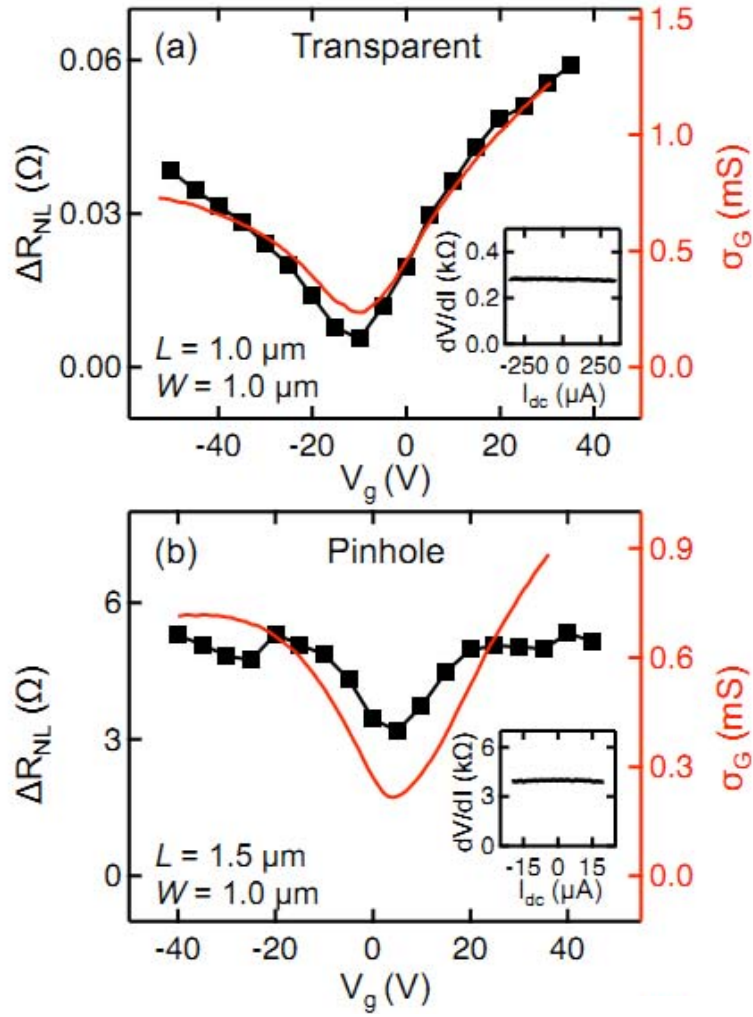 (a) Transparent
ΔR_NL (Ω)
0.06
0.03
0.00
1.5
1.0
0.5
0.0
σ_G (mS)
L = 1.0 µm
W = 1.0 µm
dV/dI (kΩ)
0.4
0.2
0.0
-250 0 250
I_dc (µA)
-40 -20 0 20 40
V_g (V)
(b) Pinhole
ΔR_NL (Ω)
6
3
0
0.9
0.6
0.3
0.0
σ_G (mS)
L = 1.5 µm
W = 1.0 µm
dV/dI (kΩ)
6
3
0
-15 0 15
I_dc (µA)
-40 -20 0 20 40
V_g (V)